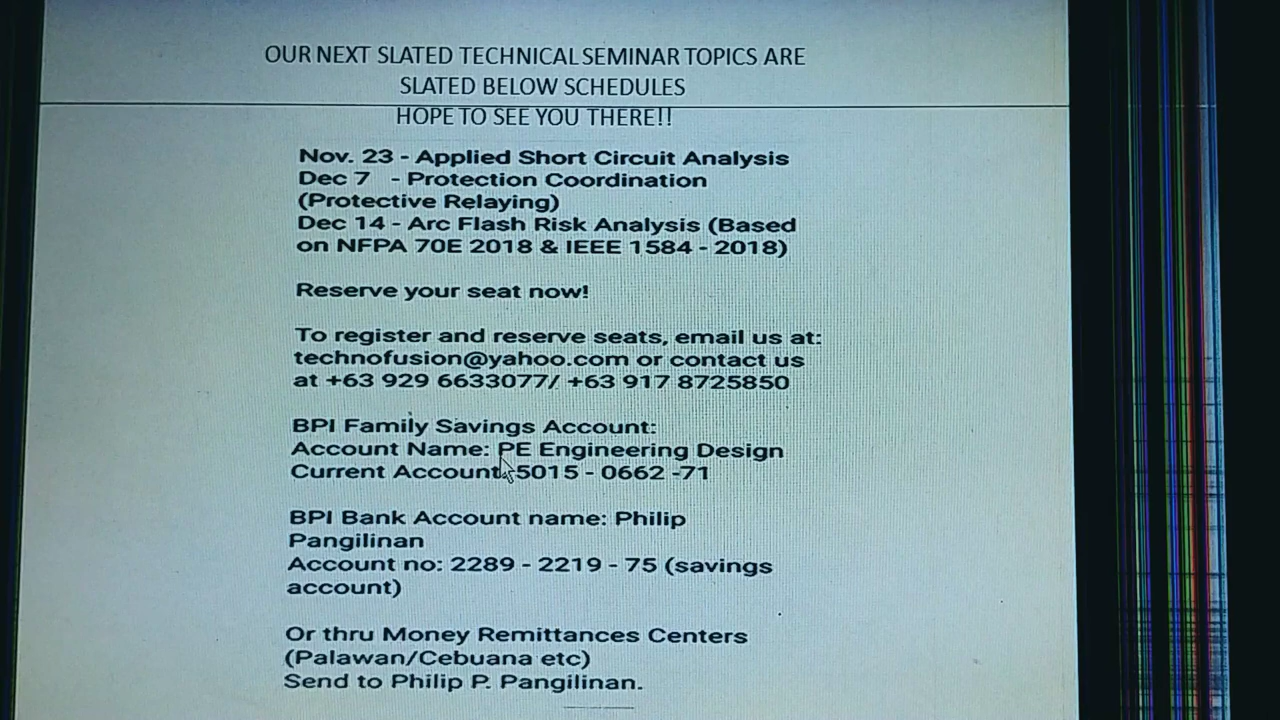 OUR NEXT SLATED TECHNICAL SEMINAR TOPICS ARE
SLATED BELOW SCHEDULES
HOPE TO SEE YOU THERE!!
Nov. 23 - Applied Short Circuit Analysis
Dec 7 - Protection Coordination
(Protective Relaying)
Dec 14 - Arc Flash Risk Analysis (Based
on NFPA 70E 2018 & IEEE 1584 - 2018)
Reserve your seat now!
To register and reserve seats, email us at:
technofusion@yahoo.com or contact us
at +63 929 6633077/ +63 917 8725850
BPI Family Savings Account:
Account Name: PE Engineering Design
Current Account: 5015 - 0662 -71
BPI Bank Account name: Philip
Pangilinan
Account no: 2289 - 2219 - 75 (savings
account)
Or thru Money Remittances Centers
(Palawan/Cebuana etc)
Send to Philip P. Pangilinan.